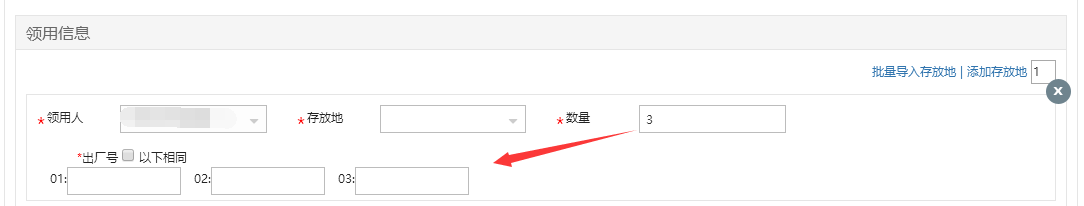 领用信息
批量导入存放地 | 添加存放地 1
x
*领用人 *存放地 *数量 3
*出厂号 以下相同
01: 02: 03: